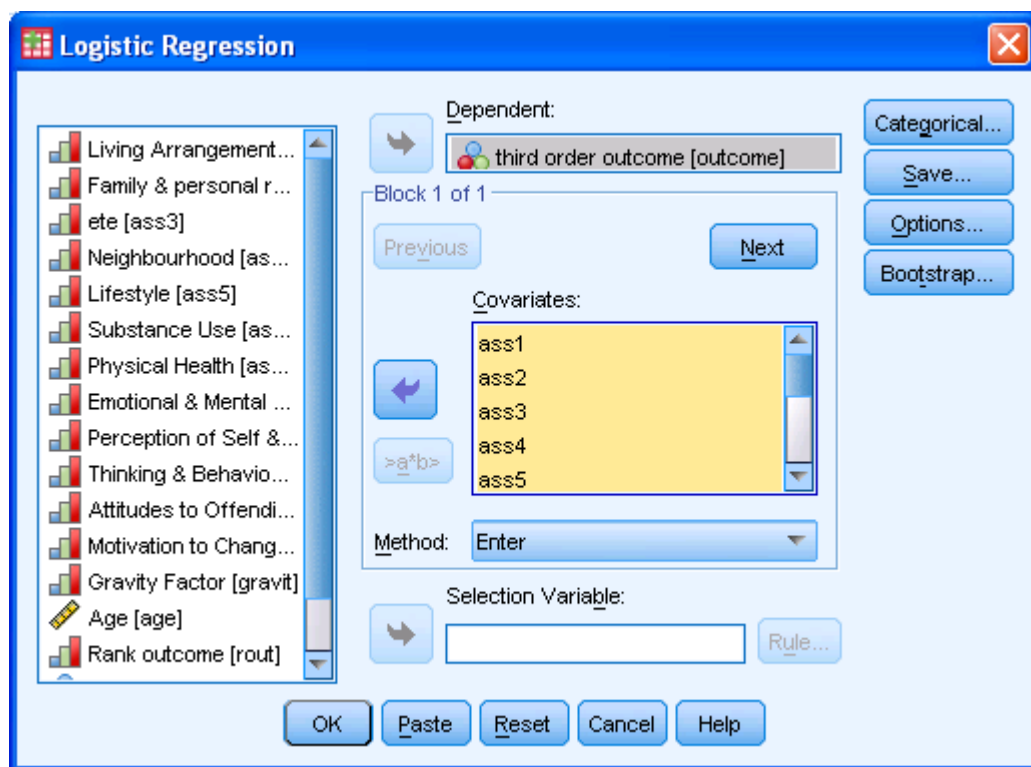 Logistic Regression
Living Arrangement...
Family & personal r...
ete [ass3]
Neighbourhood [as...
Lifestyle [ass5]
Substance Use [as...
Physical Health [as...
Emotional & Mental ...
Perception of Self &...
Thinking & Behavio...
Attitudes to Offendi...
Motivation to Chang...
Gravity Factor [gravit]
Age [age]
Rank outcome [rout]
Dependent:
third order outcome [outcome]
Block 1 of 1
Previous
Next
Covariates:
ass1
ass2
ass3
ass4
ass5
>a*b>
Method:
Enter
Selection Variable:
Rule...
Categorical...
Save...
Options...
Bootstrap...
OK
Paste
Reset
Cancel
Help